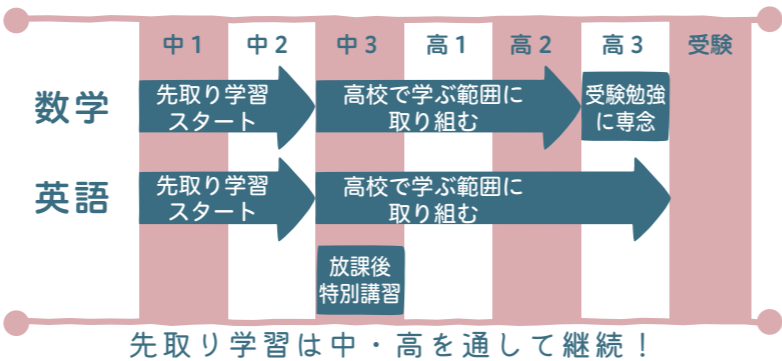 中1 中2 中3 高1 高2 高3 受験
数学
先取り学習
スタート
高校で学ぶ範囲に
取り組む
受験勉強
に専念
英語
先取り学習
スタート
高校で学ぶ範囲に
取り組む
放課後
特別講習
先取り学習は中・高を通して継続！